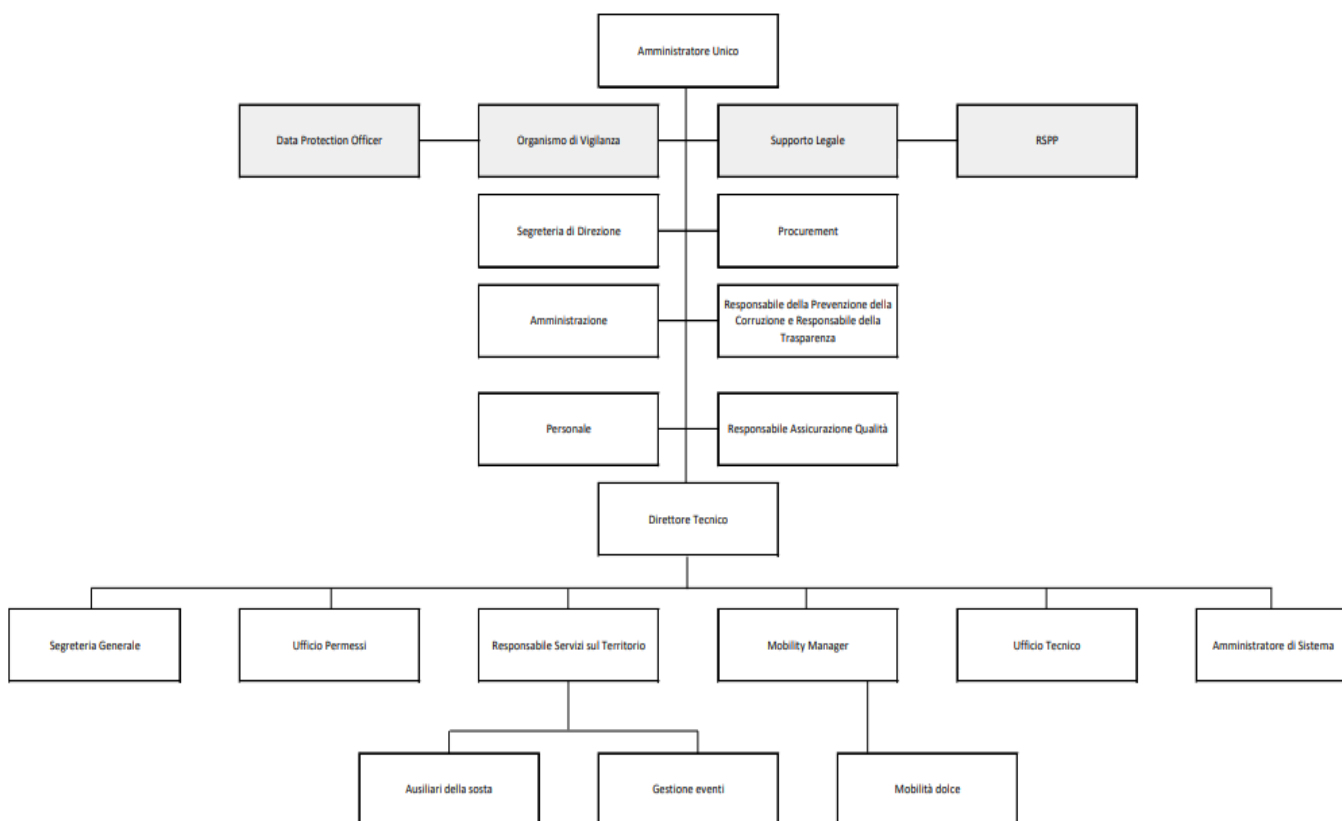 Amministratore Unico
Data Protection Officer
Organismo di Vigilanza
Supporto Legale
RSPP
Segreteria di Direzione
Procurement
Amministrazione
Responsabile della Prevenzione della
Corruzione e Responsabile della
Trasparenza
Personale
Responsabile Assicurazione Qualità
Direttore Tecnico
Segreteria Generale
Ufficio Permessi
Responsabile Servizi sul Territorio
Mobility Manager
Ufficio Tecnico
Amministratore di Sistema
Ausiliari della sosta
Gestione eventi
Mobilità dolce